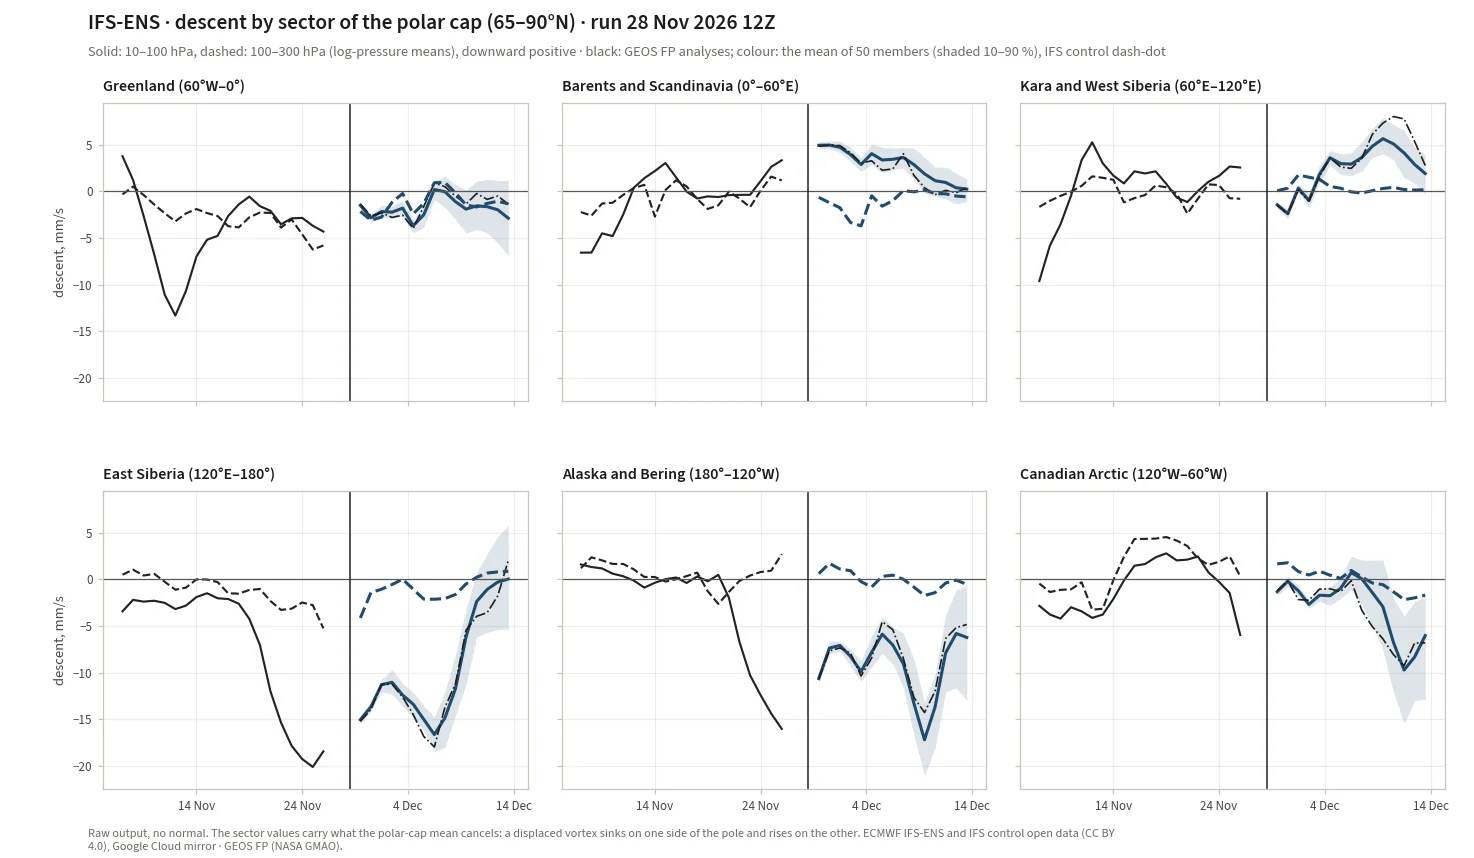 IFS-ENS · descent by sector of the polar cap (65–90°N) · run 28 Nov 2026 12Z
Solid: 10–100 hPa, dashed: 100–300 hPa (log-pressure means), downward positive · black: GEOS FP analyses; colour: the mean of 50 members (shaded 10–90 %), IFS control dash-dot
Greenland (60°W–0°)
Barents and Scandinavia (0°–60°E)
Kara and West Siberia (60°E–120°E)
descent, mm/s
5
0
−5
−10
−15
−20
East Siberia (120°E–180°)
Alaska and Bering (180°–120°W)
Canadian Arctic (120°W–60°W)
descent, mm/s
5
0
−5
−10
−15
−20
14 Nov 24 Nov 4 Dec 14 Dec
14 Nov 24 Nov 4 Dec 14 Dec
14 Nov 24 Nov 4 Dec 14 Dec
Raw output, no normal. The sector values carry what the polar-cap mean cancels: a displaced vortex sinks on one side of the pole and rises on the other. ECMWF IFS-ENS and IFS control open data (CC BY
4.0), Google Cloud mirror · GEOS FP (NASA GMAO).